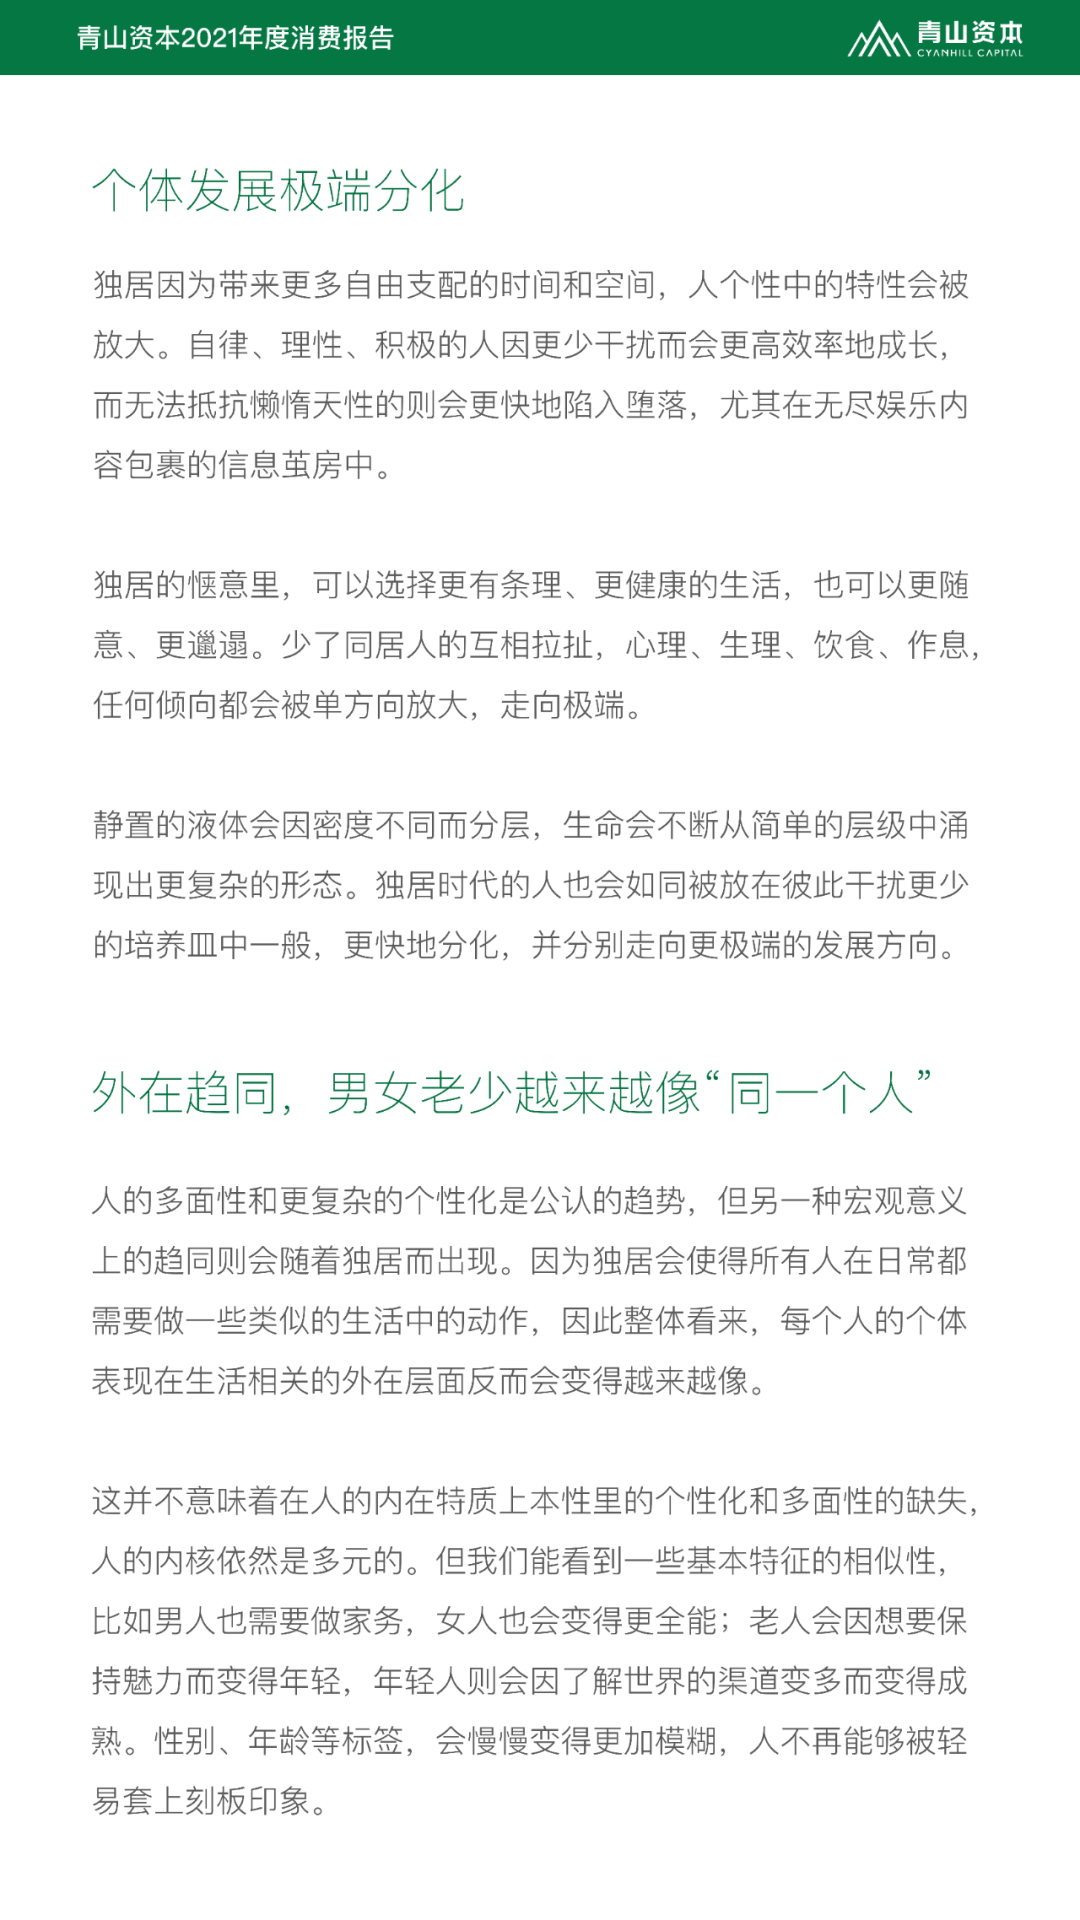 青山资本2021年度消费报告
青山资本
CYANHILL CAPITAL
个体发展极端分化
独居因为带来更多自由支配的时间和空间，人个性中的特性会被
放大。自律、理性、积极的人因更少干扰而会更高效率地成长，
而无法抵抗懒惰天性的则会更快地陷入堕落，尤其在无尽娱乐内
容包裹的信息茧房中。
独居的惬意里，可以选择更有条理、更健康的生活，也可以更随
意、更邋遢。少了同居人的互相拉扯，心理、生理、饮食、作息，
任何倾向都会被单方向放大，走向极端。
静置的液体会因密度不同而分层，生命会不断从简单的层级中涌
现出更复杂的形态。独居时代的人也会如同被放在彼此干扰更少
的培养皿中一般，更快地分化，并分别走向更极端的发展方向。
外在趋同，男女老少越来越像“同一个人”
人的多面性和更复杂的个性化是公认的趋势，但另一种宏观意义
上的趋同则会随着独居而出现。因为独居会使得所有人在日常都
需要做一些类似的生活中的动作，因此整体看来，每个人的个体
表现在生活相关的外在层面反而会变得越来越像。
这并不意味着在人的内在特质上本性里的个性化和多面性的缺失，
人的内核依然是多元的。但我们能看到一些基本特征的相似性，
比如男人也需要做家务，女人也会变得更全能；老人会因想要保
持魅力而变得年轻，年轻人则会因了解世界的渠道变多而变得成
熟。性别、年龄等标签，会慢慢变得更加模糊，人不再能够被轻
易套上刻板印象。